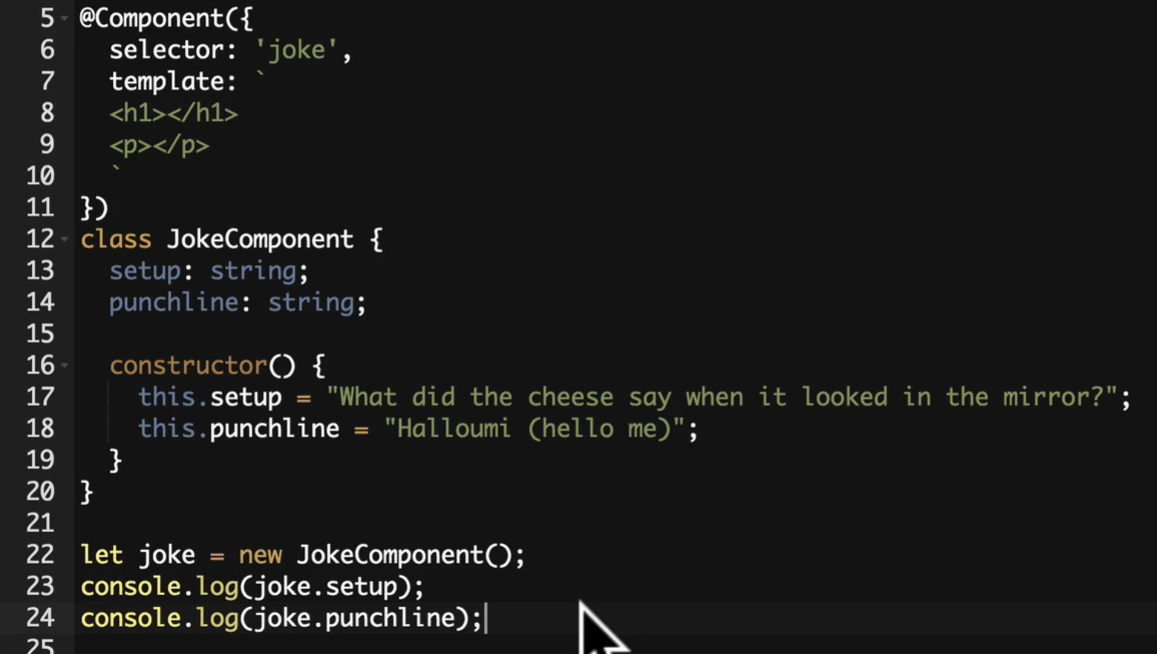 5 @Component({
6 selector: 'joke',
7 template: `
8 <h1></h1>
9 <p></p>
10 `
11 })
12 class JokeComponent {
13 setup: string;
14 punchline: string;
15
16 constructor() {
17 this.setup = "What did the cheese say when it looked in the mirror?";
18 this.punchline = "Halloumi (hello me)";
19 }
20 }
21
22 let joke = new JokeComponent();
23 console.log(joke.setup);
24 console.log(joke.punchline);
25